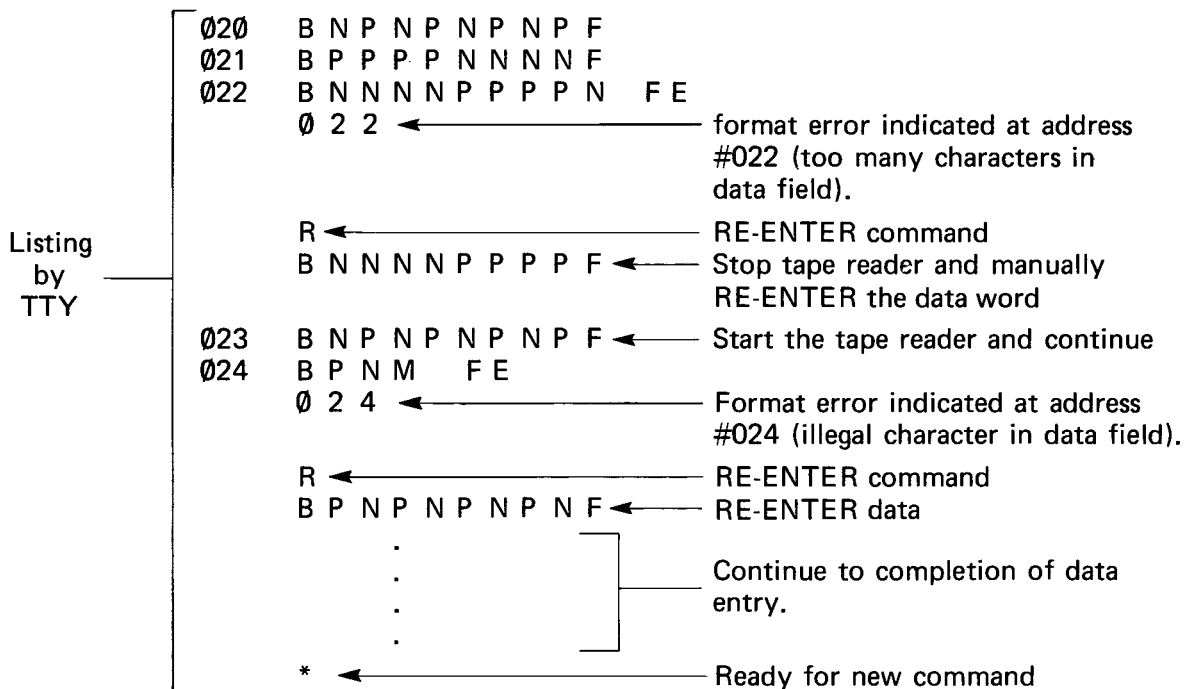 Listing
by
TTY
Ø2Ø B N P N P N P N P F
Ø21 B P P P P N N N N F
Ø22 B N N N N P P P P N F E
Ø 2 2
format error indicated at address
#022 (too many characters in
data field).
R
RE-ENTER command
B N N N N P P P P F
Stop tape reader and manually
RE-ENTER the data word
Ø23 B N P N P N P N P F
Start the tape reader and continue
Ø24 B P N M F E
Ø 2 4
Format error indicated at address
#024 (illegal character in data field).
R
RE-ENTER command
B P N P N P N P N F
RE-ENTER data
.
.
.
.
Continue to completion of data
entry.
*
Ready for new command